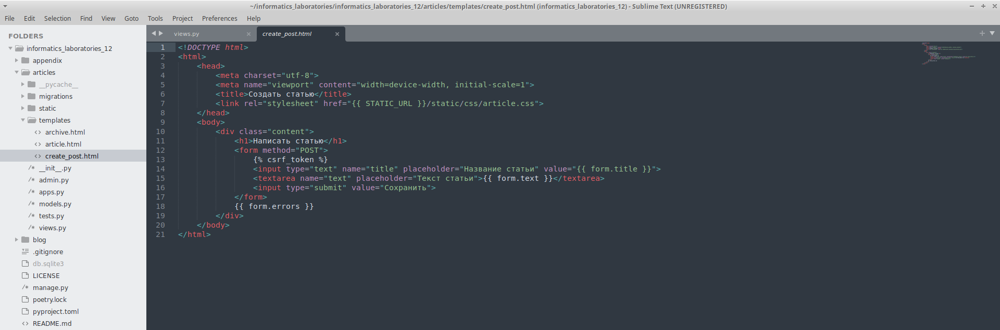 ~/informatics_laboratories/informatics_laboratories_12/articles/templates/create_post.html (informatics_laboratories_12) - Sublime Text (UNREGISTERED)
File Edit Selection Find View Goto Tools Project Preferences Help
FOLDERS
informatics_laboratories_12
appendix
articles
__pycache__
migrations
static
templates
archive.html
article.html
create_post.html
/* __init__.py
/* admin.py
/* apps.py
/* models.py
/* tests.py
/* views.py
blog
.gitignore
db.sqlite3
LICENSE
/* manage.py
poetry.lock
pyproject.toml
README.md
views.py × create_post.html ×
1 <!DOCTYPE html>
2 <html>
3     <head>
4         <meta charset="utf-8">
5         <meta name="viewport" content="width=device-width, initial-scale=1">
6         <title>Создать статью</title>
7         <link rel="stylesheet" href="{{ STATIC_URL }}/static/css/article.css">
8     </head>
9     <body>
10         <div class="content">
11             <h1>Написать статью</h1>
12             <form method="POST">
13                 {% csrf_token %}
14                 <input type="text" name="title" placeholder="Название статьи" value="{{ form.title }}">
15                 <textarea name="text" placeholder="Текст статьи">{{ form.text }}</textarea>
16                 <input type="submit" value="Сохранить">
17             </form>
18             {{ form.errors }}
19         </div>
20     </body>
21 </html>